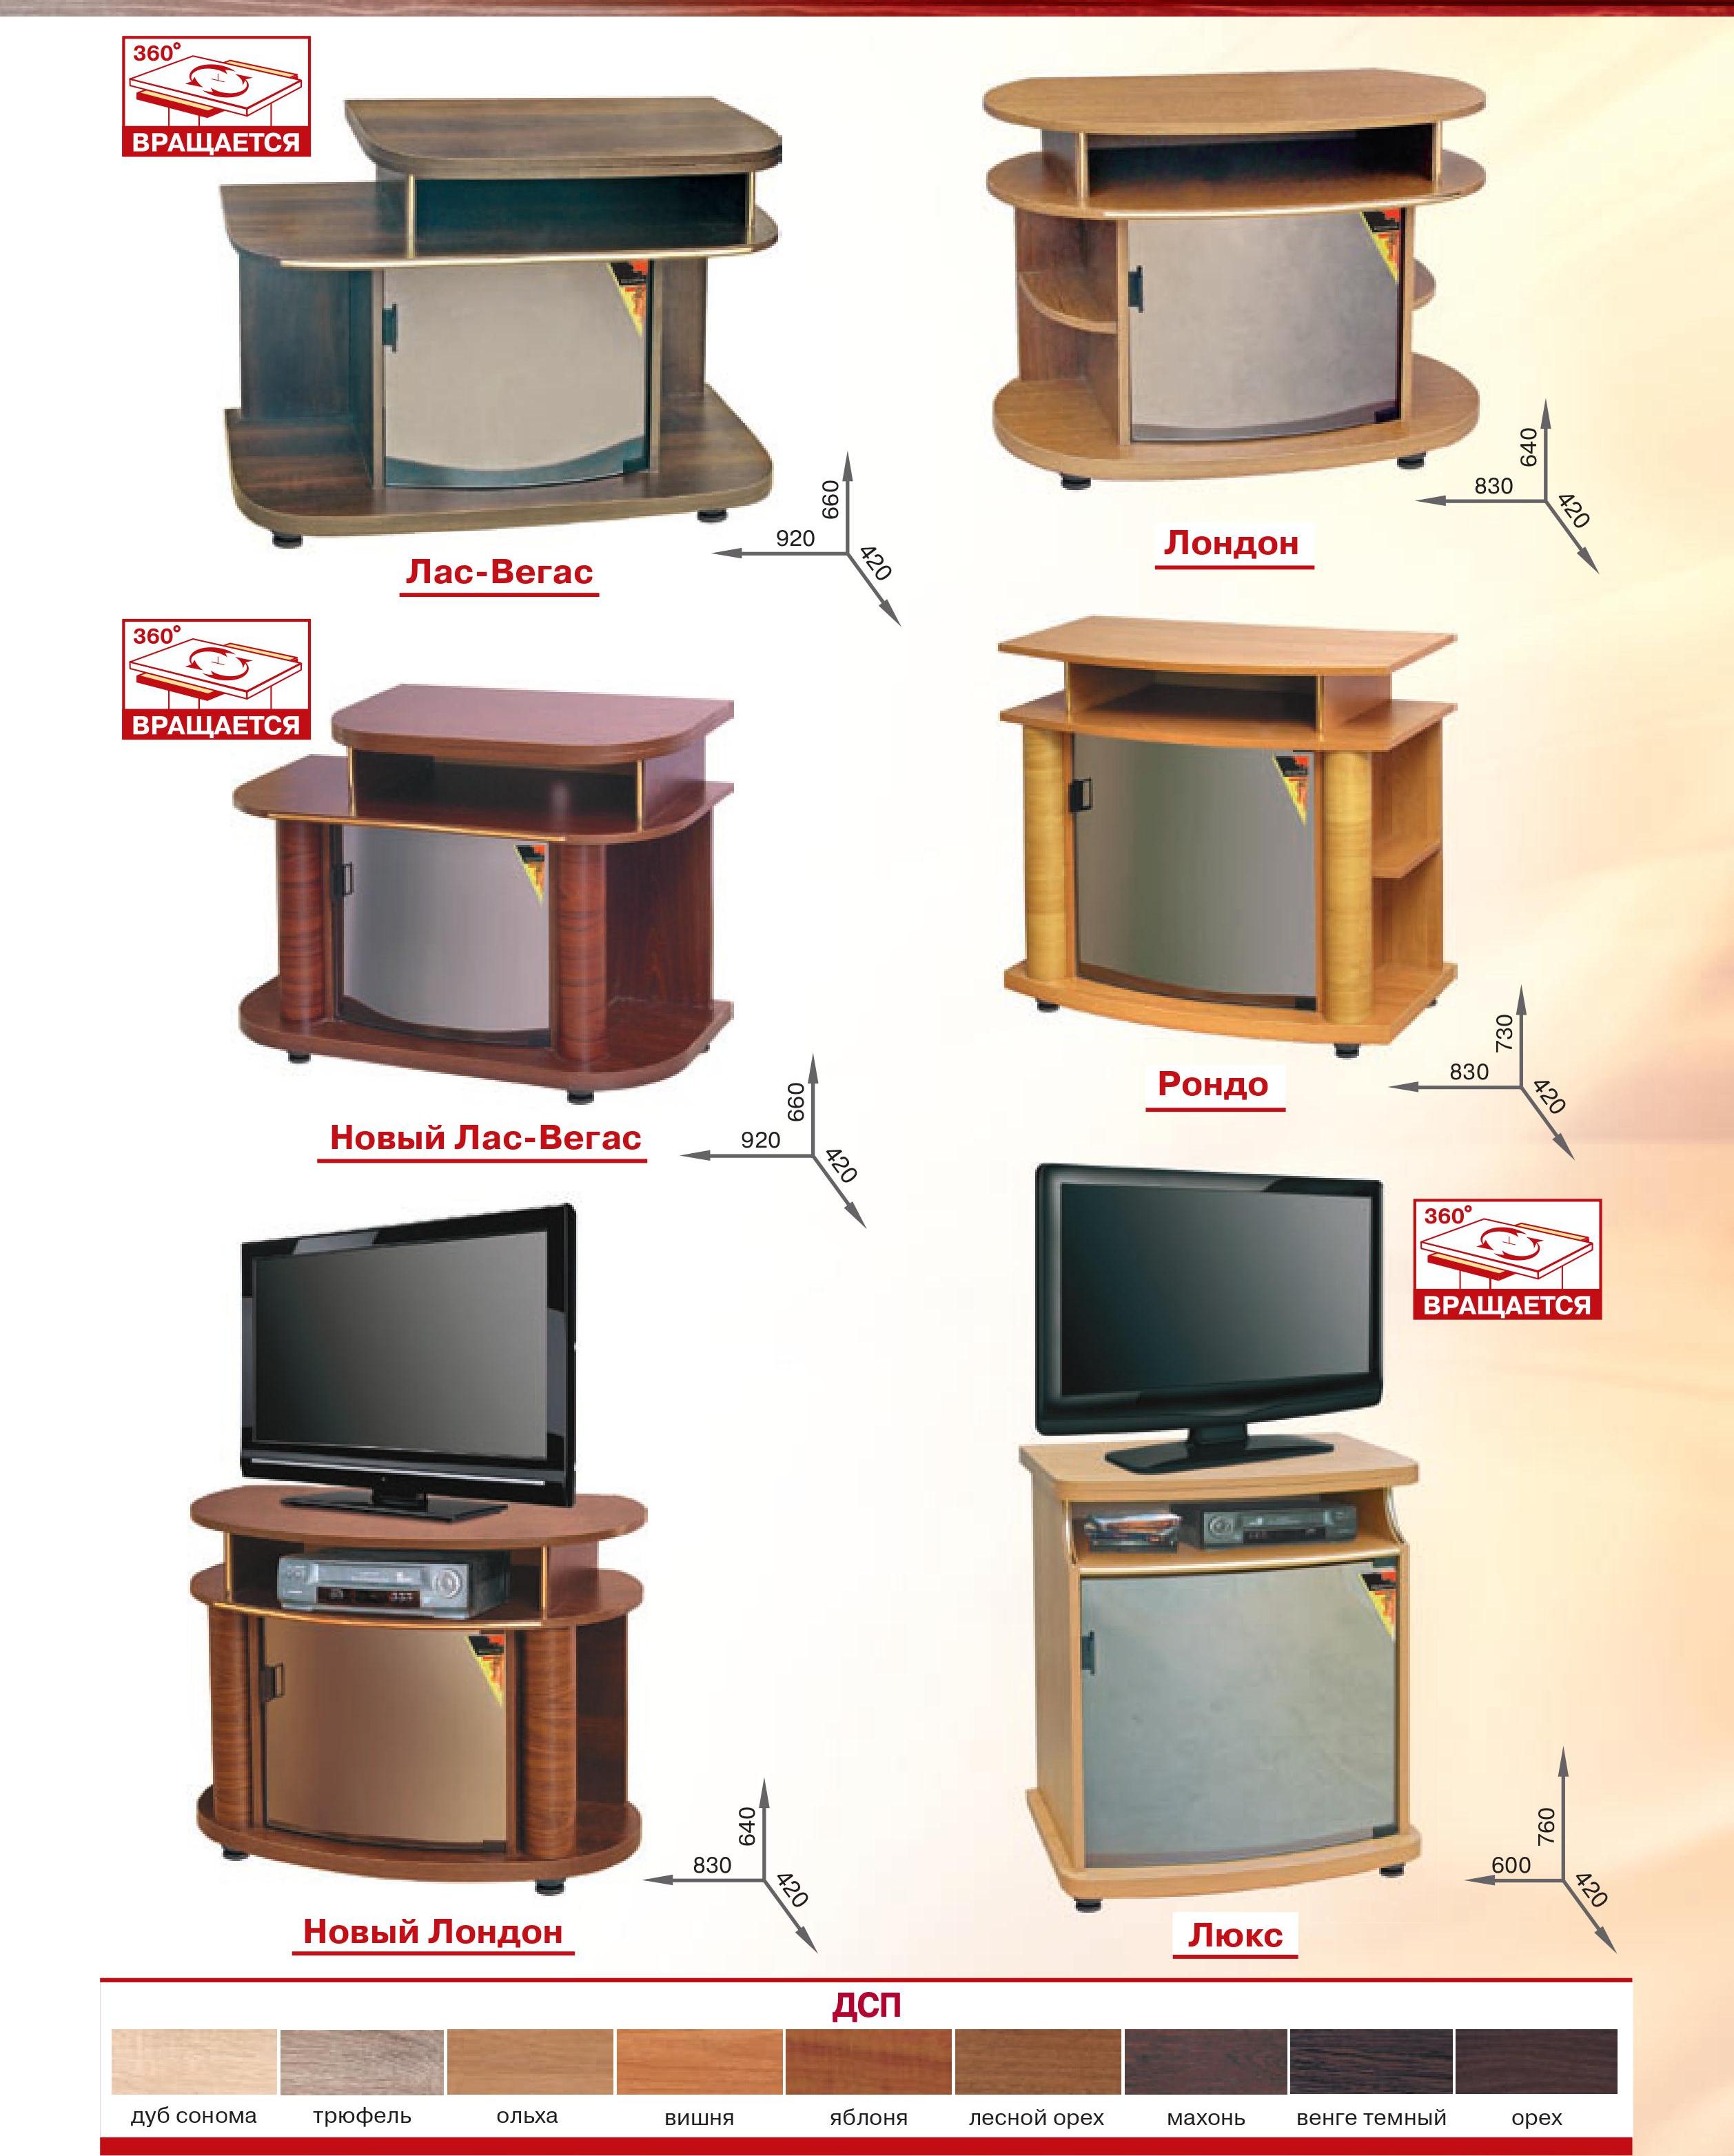 360°
ВРАЩАЕТСЯ
660
920
420
Лас-Вегас
640
830
420
Лондон
360°
ВРАЩАЕТСЯ
660
920
420
Новый Лас-Вегас
730
830
420
Рондо
640
830
420
Новый Лондон
360°
ВРАЩАЕТСЯ
760
600
420
Люкс
ДСП
дуб сонома
трюфель
ольха
вишня
яблоня
лесной орех
махонь
венге темный
орех